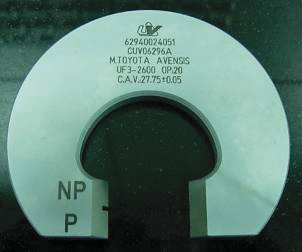 62940024051
CUV06296A
M.TOYOTA AVENSIS
UF3-2600 OP:20
C.A.V.:27.75±0.05
NP
P